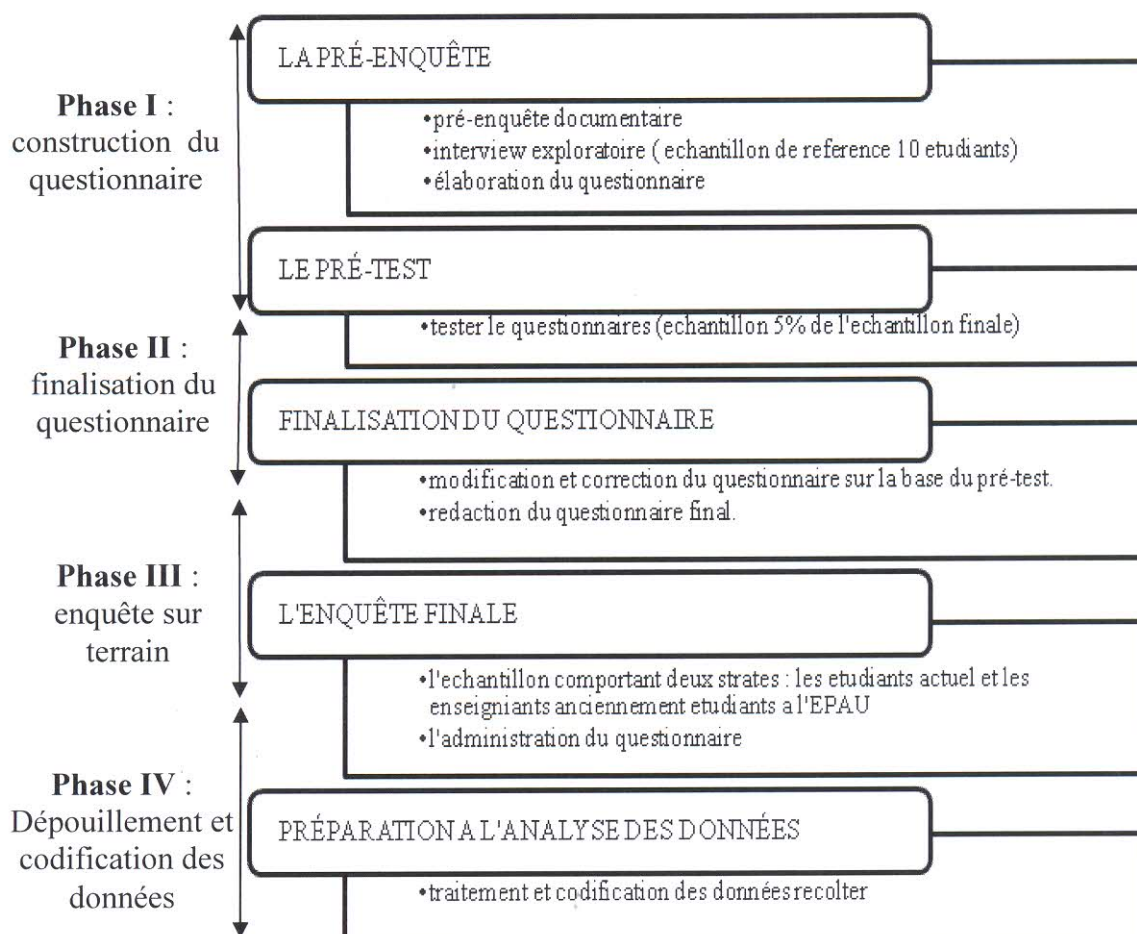 LA PRÉ-ENQUÊTE
Phase I :
construction du
questionnaire
•pré-enquête documentaire
•interview exploratoire ( echantillon de reference 10 etudiants)
•élaboration du questionnaire
LE PRÉ-TEST
•tester le questionnaires (echantillon 5% de l'echantillon finale)
Phase II :
finalisation du
questionnaire
FINALISATION DU QUESTIONNAIRE
•modification et correction du questionnaire sur la base du pré-test.
•redaction du questionnaire final.
Phase III :
enquête sur
terrain
L'ENQUÊTE FINALE
•l'echantillon comportant deux strates : les etudiants actuel et les
enseigniants anciennement etudiants a l'EPAU
•l'administration du questionnaire
Phase IV :
Dépouillement et
codification des
données
PRÉPARATION A L'ANALYSE DES DONNÉES
•traitement et codification des données recolter